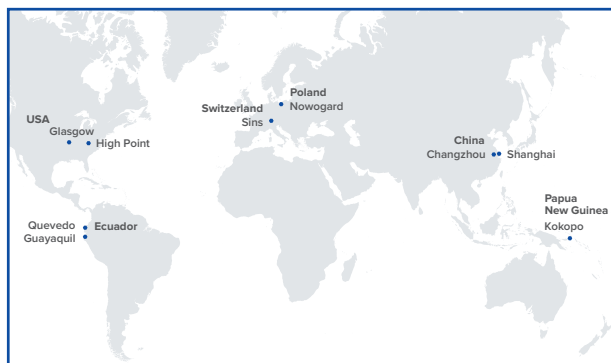 USA
Glasgow
High Point
Switzerland
Sins
Poland
Nowogard
China
Changzhou
Shanghai
Papua
New Guinea
Kokopo
Quevedo
Ecuador
Guayaquil